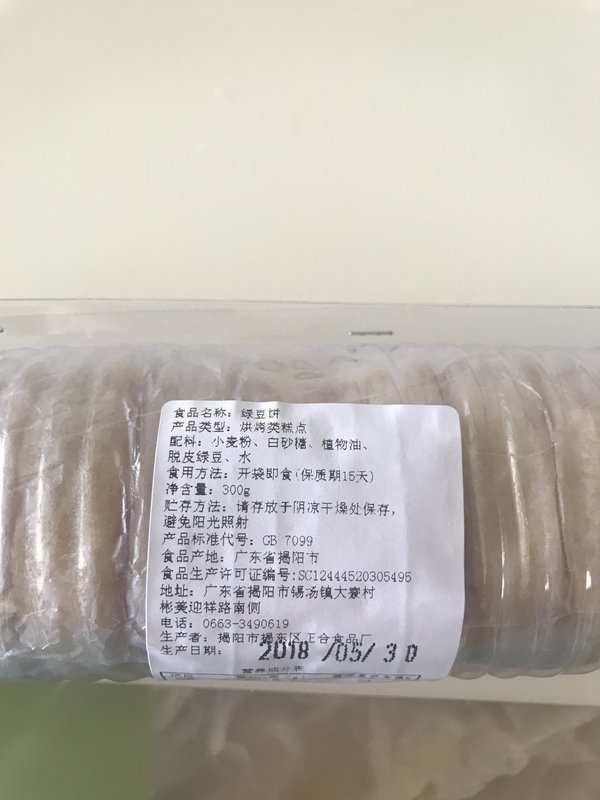 食品名称：绿豆饼
产品类型：烘烤类糕点
配料：小麦粉、白砂糖、植物油、
脱皮绿豆、水
食用方法：开袋即食(保质期15天)
净含量：300g
贮存方法：请存放于阴凉干燥处保存，
避免阳光照射
产品标准代号：GB 7099
食品产地：广东省揭阳市
食品生产许可证编号:SC12444520305495
地址：广东省揭阳市锡场镇大寮村
彬美迎祥路南侧
电话：0663-3490619
生产者：揭阳市揭东区正合食品厂
生产日期：2018/05/30
营养成分表